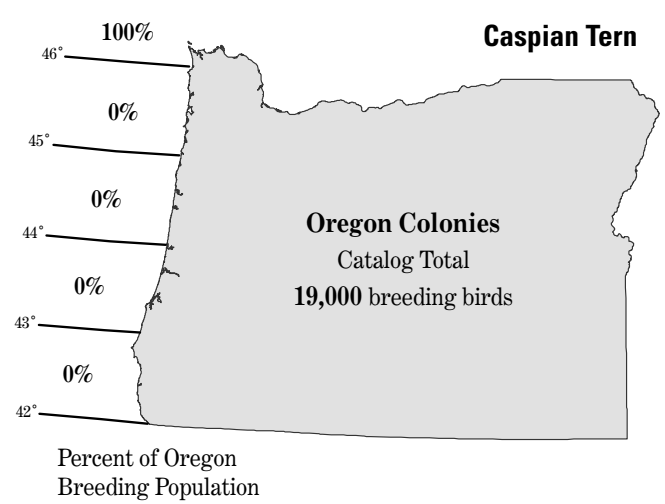 100%
Caspian Tern
46°
0%
45°
0%
44°
Oregon Colonies
Catalog Total
19,000 breeding birds
0%
43°
0%
42°
Percent of Oregon
Breeding Population